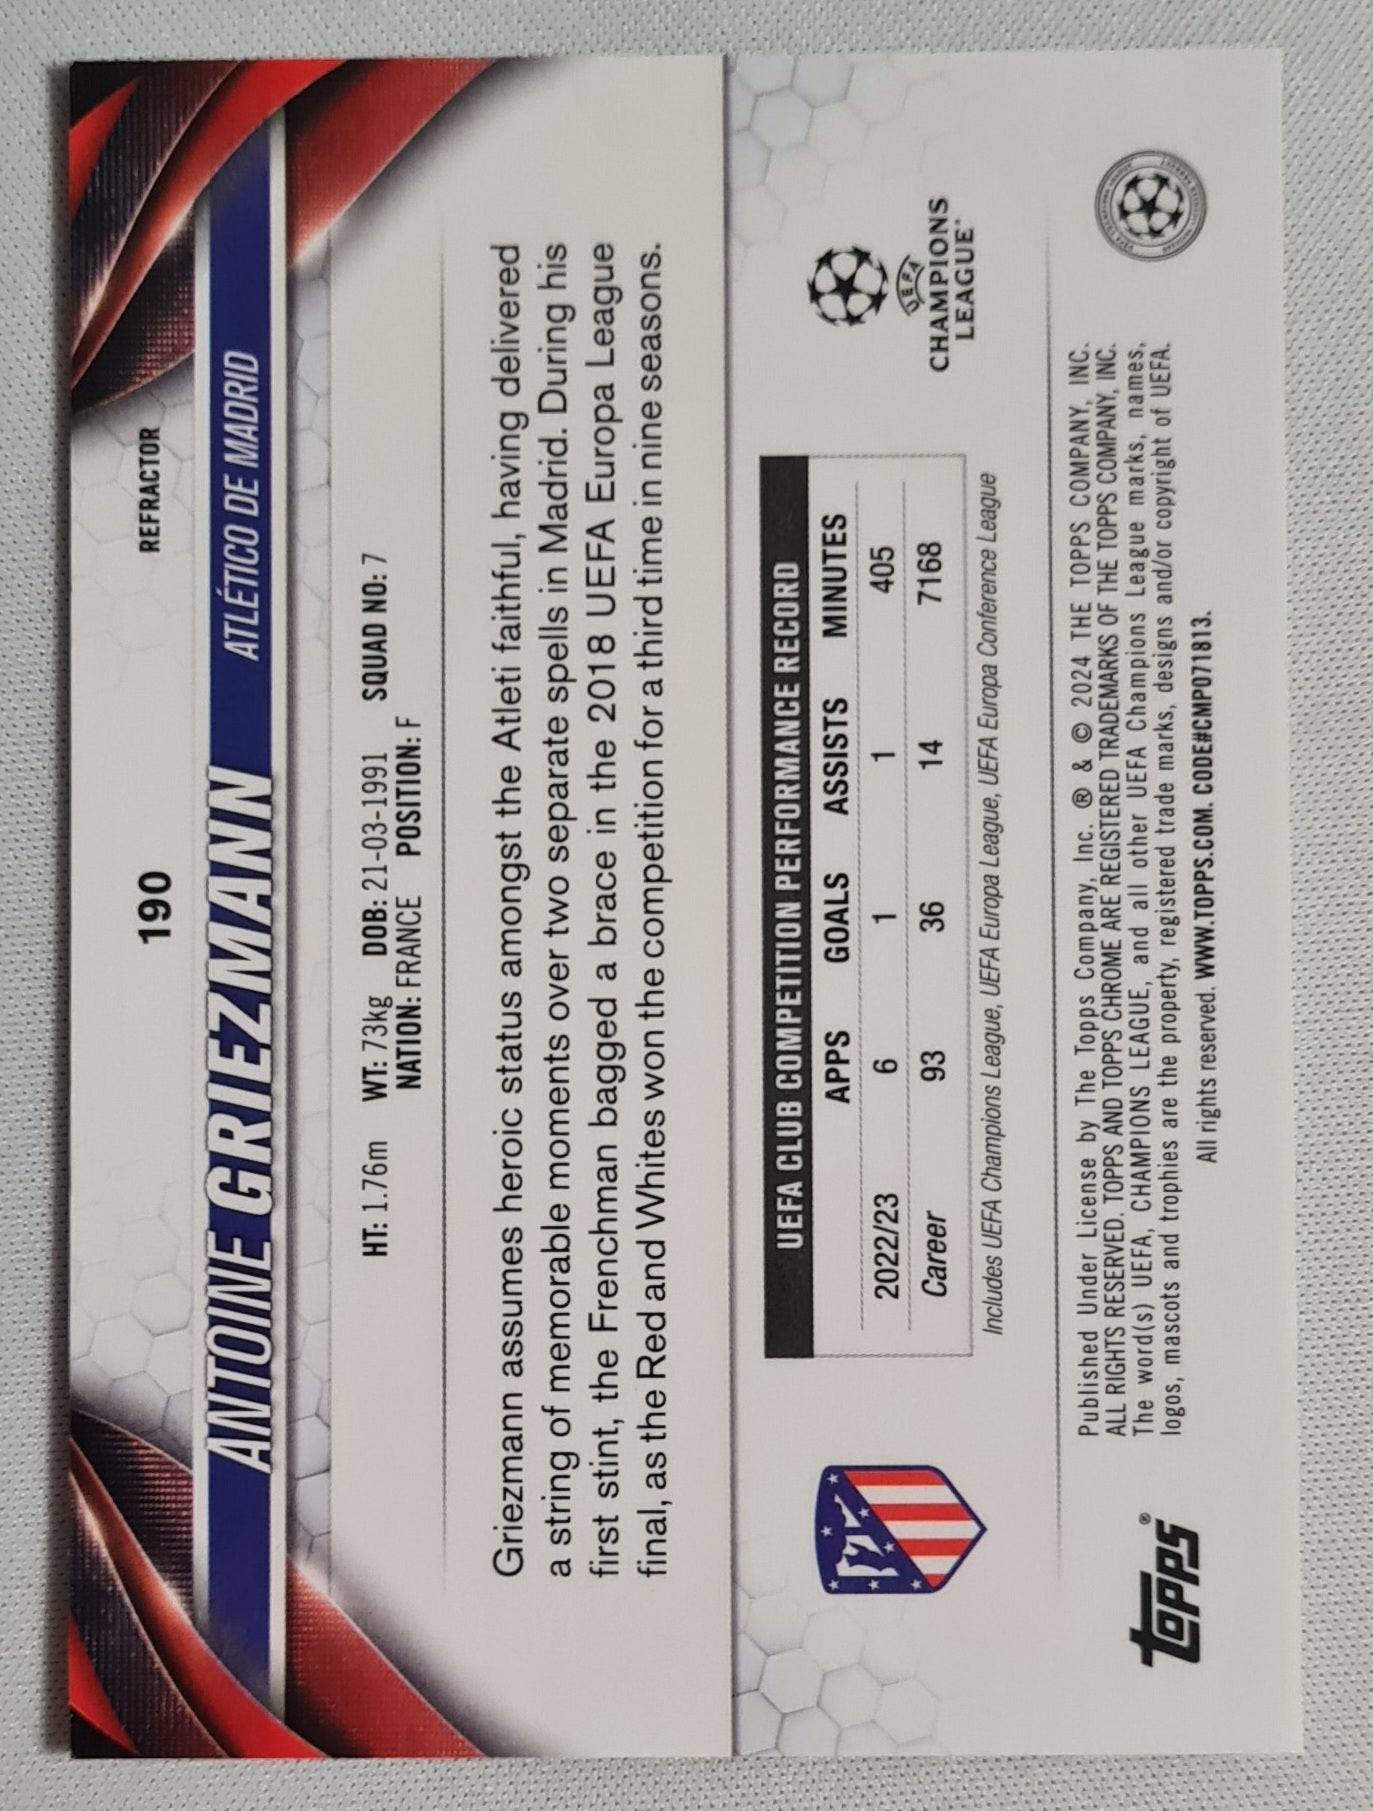 190
REFRACTOR
ANTOINE GRIEZMANN
ATLÉTICO DE MADRID
HT: 1.76m WT: 73kg DOB: 21-03-1991 SQUAD NO: 7
NATION: FRANCE POSITION: F
Griezmann assumes heroic status amongst the Atleti faithful, having delivered
a string of memorable moments over two separate spells in Madrid. During his
first stint, the Frenchman bagged a brace in the 2018 UEFA Europa League
final, as the Red and Whites won the competition for a third time in nine seasons.
UEFA CLUB COMPETITION PERFORMANCE RECORD
APPS GOALS ASSISTS MINUTES
2022/23 6 1 1 405
Career 93 36 14 7168
Includes UEFA Champions League, UEFA Europa League, UEFA Europa Conference League
UEFA
CHAMPIONS
LEAGUE™
Published Under License by The Topps Company, Inc. ® & © 2024 THE TOPPS COMPANY, INC.
ALL RIGHTS RESERVED. TOPPS AND TOPPS CHROME ARE REGISTERED TRADEMARKS OF THE TOPPS COMPANY, INC.
The word(s) UEFA, CHAMPIONS LEAGUE, and all other UEFA Champions League marks, names,
logos, mascots and trophies are the property, registered trade marks, designs and/or copyright of UEFA.
All rights reserved. WWW.TOPPS.COM. CODE#CMP071813.
Topps®